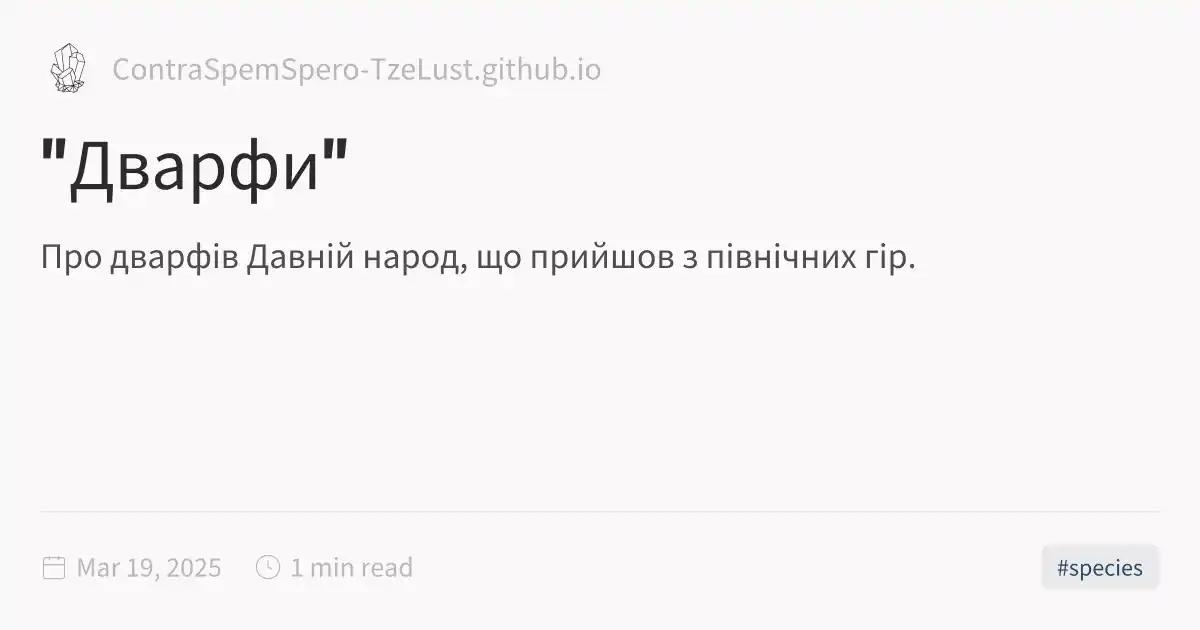 ContraSpemSpero-TzeLust.github.io
"Дварфи"
Про дварфів Давній народ, що прийшов з північних гір.
Mar 19, 2025 1 min read
#species